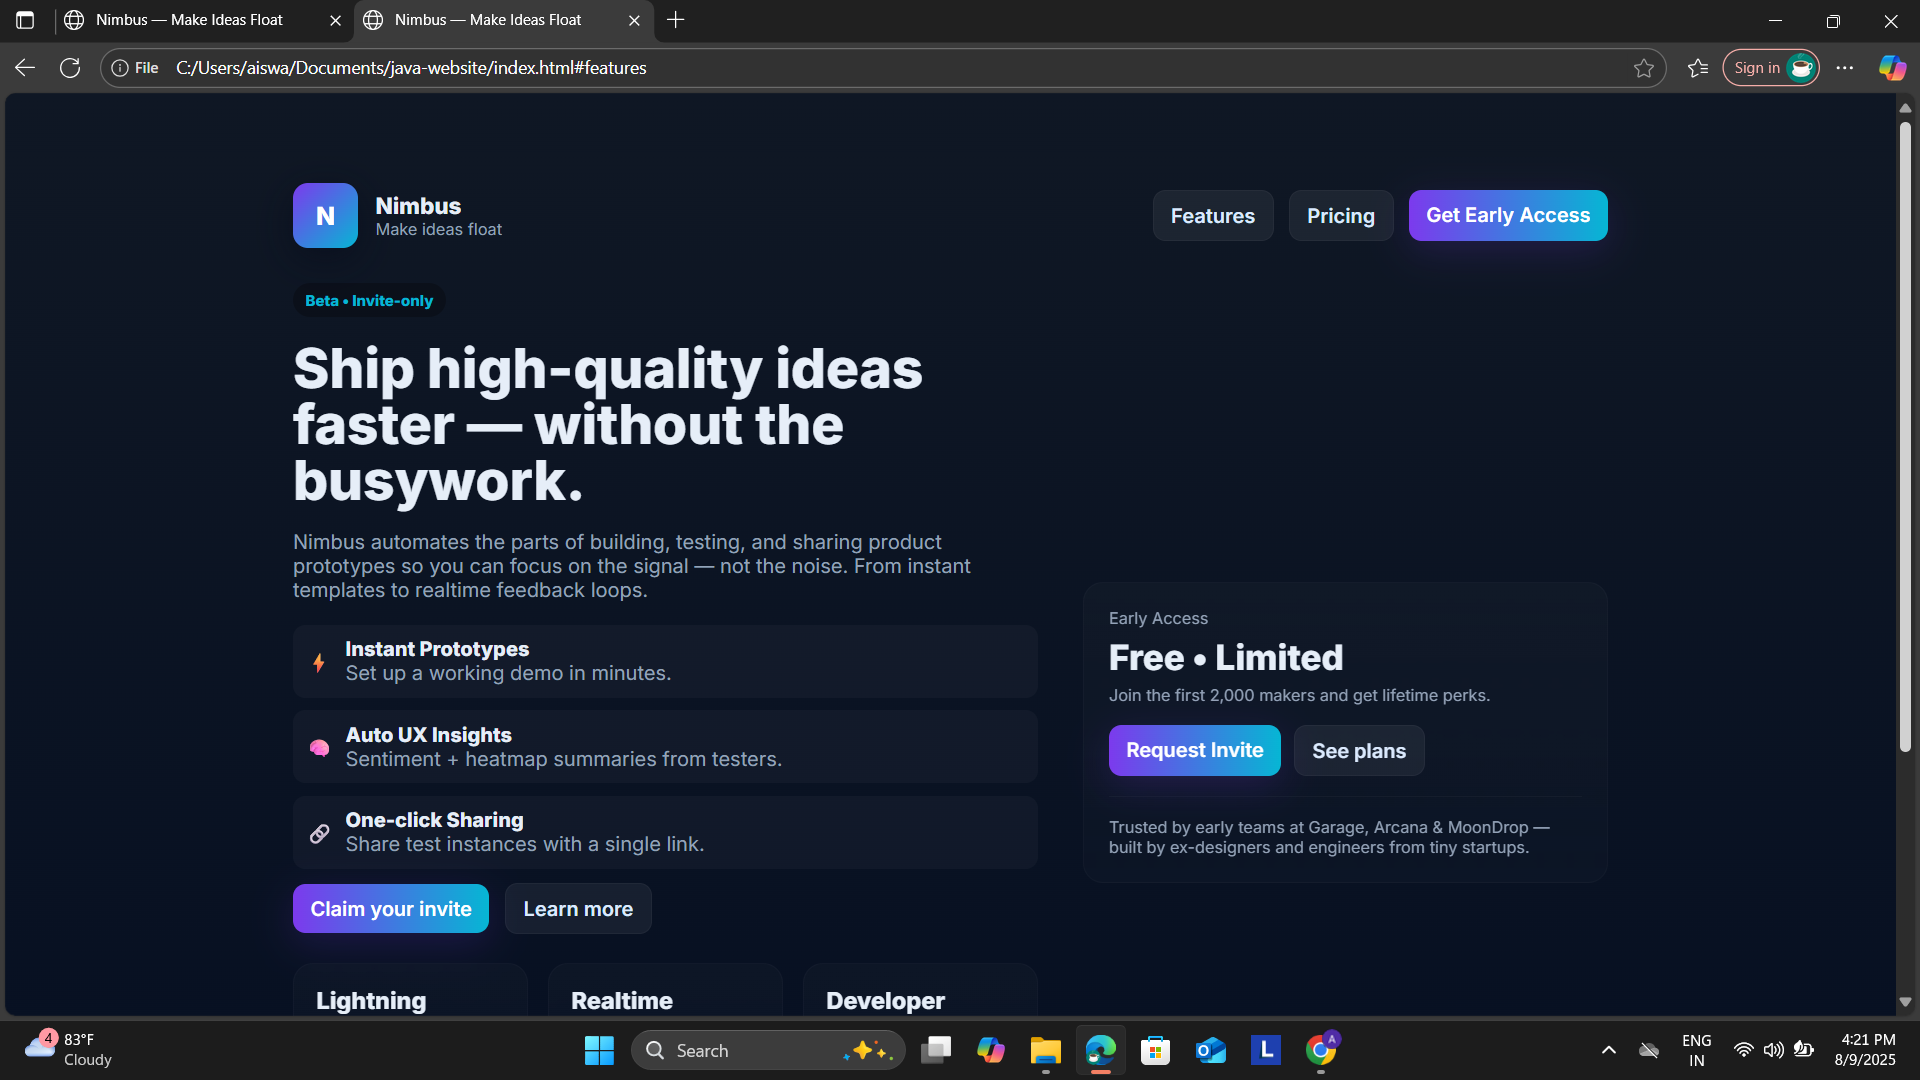 Nimbus — Make Ideas Float
Nimbus — Make Ideas Float
File
C:/Users/aiswa/Documents/java-website/index.html#features
Sign in
N
Nimbus
Make ideas float
Features
Pricing
Get Early Access
Beta • Invite-only
Ship high-quality ideas
faster — without the
busywork.
Nimbus automates the parts of building, testing, and sharing product
prototypes so you can focus on the signal — not the noise. From instant
templates to realtime feedback loops.
Instant Prototypes
Set up a working demo in minutes.
Auto UX Insights
Sentiment + heatmap summaries from testers.
One-click Sharing
Share test instances with a single link.
Claim your invite
Learn more
Early Access
Free • Limited
Join the first 2,000 makers and get lifetime perks.
Request Invite
See plans
Trusted by early teams at Garage, Arcana & MoonDrop —
built by ex-designers and engineers from tiny startups.
Lightning
Realtime
Developer
4
83°F
Cloudy
Search
O
L
A
ENG
IN
4:21 PM
8/9/2025